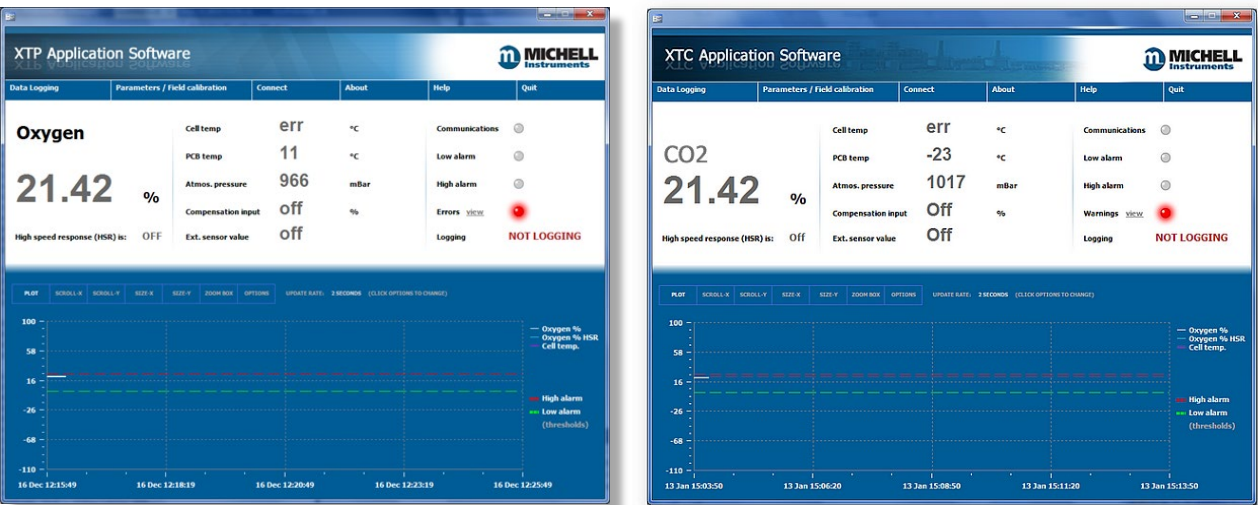 XTP Application Software
MICHELL
Instruments
Data Logging Parameters / Field calibration Connect About Help Quit
Oxygen
21.42 %
High speed response (HSR) is: OFF
Cell temp err °C
PCB temp 11 °C
Atmos. pressure 966 mBar
Compensation input off %
Ext. sensor value off
Communications
Low alarm
High alarm
Errors view
Logging NOT LOGGING
PLOT SCROLL-X SCROLL-Y SIZE-X SIZE-Y ZOOM BOX OPTIONS UPDATE RATE: 2 SECONDS (CLICK OPTIONS TO CHANGE)
100
58
16
-26
-68
-110
Oxygen %
Oxygen % HSR
Cell temp.
High alarm
Low alarm
(thresholds)
16 Dec 12:15:49 16 Dec 12:18:19 16 Dec 12:20:49 16 Dec 12:23:19 16 Dec 12:25:49
XTC Application Software
MICHELL
Instruments
Data Logging Parameters / Field calibration Connect About Help Quit
CO2
21.42 %
High speed response (HSR) is: Off
Cell temp err °C
PCB temp -23 °C
Atmos. pressure 1017 mBar
Compensation input Off %
Ext. sensor value Off
Communications
Low alarm
High alarm
Warnings view
Logging NOT LOGGING
PLOT SCROLL-X SCROLL-Y SIZE-X SIZE-Y ZOOM BOX OPTIONS UPDATE RATE: 2 SECONDS (CLICK OPTIONS TO CHANGE)
100
58
16
-26
-68
-110
Oxygen %
Oxygen % HSR
Cell temp.
High alarm
Low alarm
(thresholds)
13 Jan 15:03:50 13 Jan 15:06:20 13 Jan 15:08:50 13 Jan 15:11:20 13 Jan 15:13:50